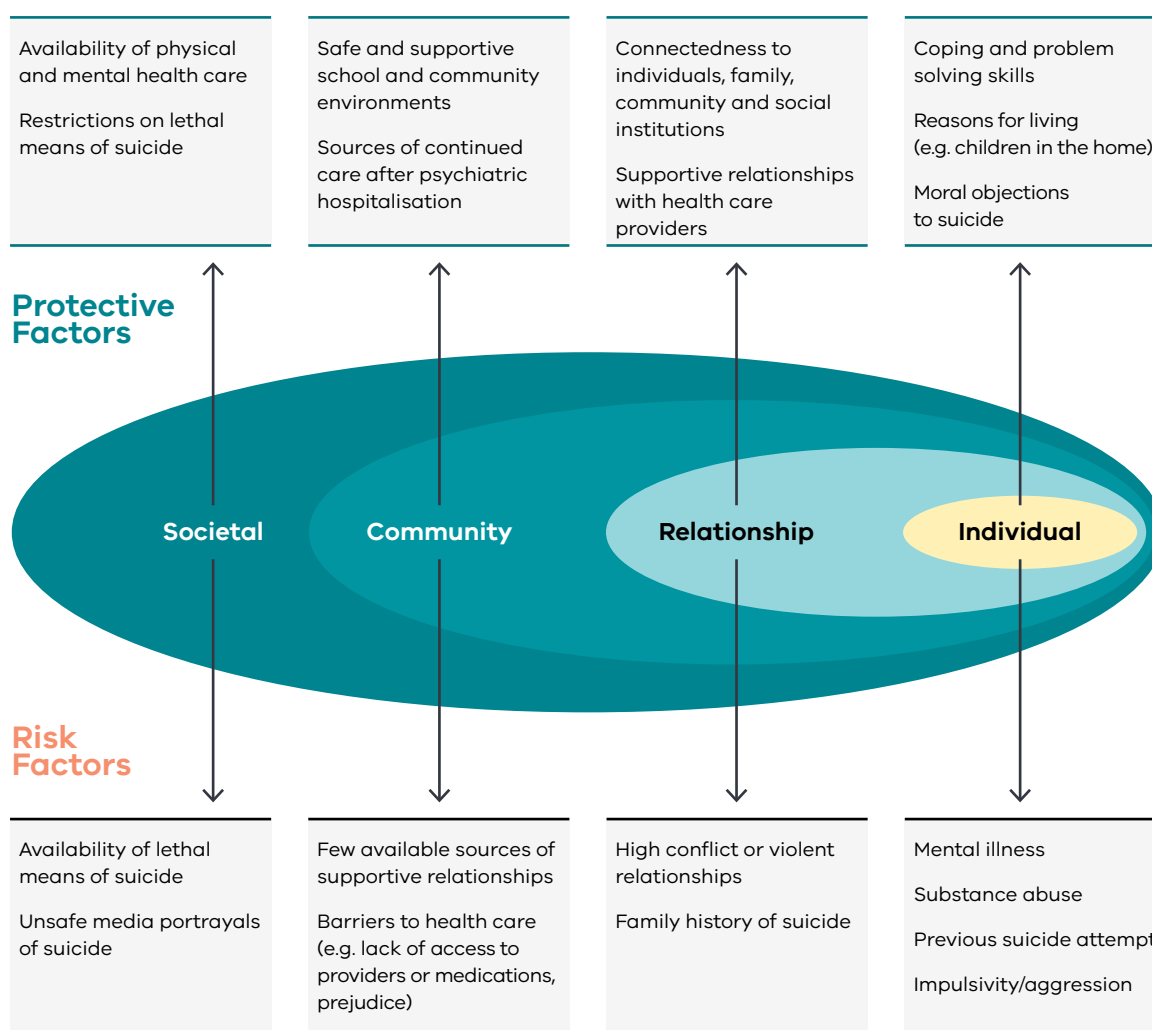 Availability of physical
and mental health care
Restrictions on lethal
means of suicide
Safe and supportive
school and community
environments
Sources of continued
care after psychiatric
hospitalisation
Connectedness to
individuals, family,
community and social
institutions
Supportive relationships
with health care
providers
Coping and problem
solving skills
Reasons for living
(e.g. children in the home)
Moral objections
to suicide
Protective
Factors
Societal
Community
Relationship
Individual
Risk
Factors
Availability of lethal
means of suicide
Unsafe media portrayals
of suicide
Few available sources of
supportive relationships
Barriers to health care
(e.g. lack of access to
providers or medications,
prejudice)
High conflict or violent
relationships
Family history of suicide
Mental illness
Substance abuse
Previous suicide attempt
Impulsivity/aggression